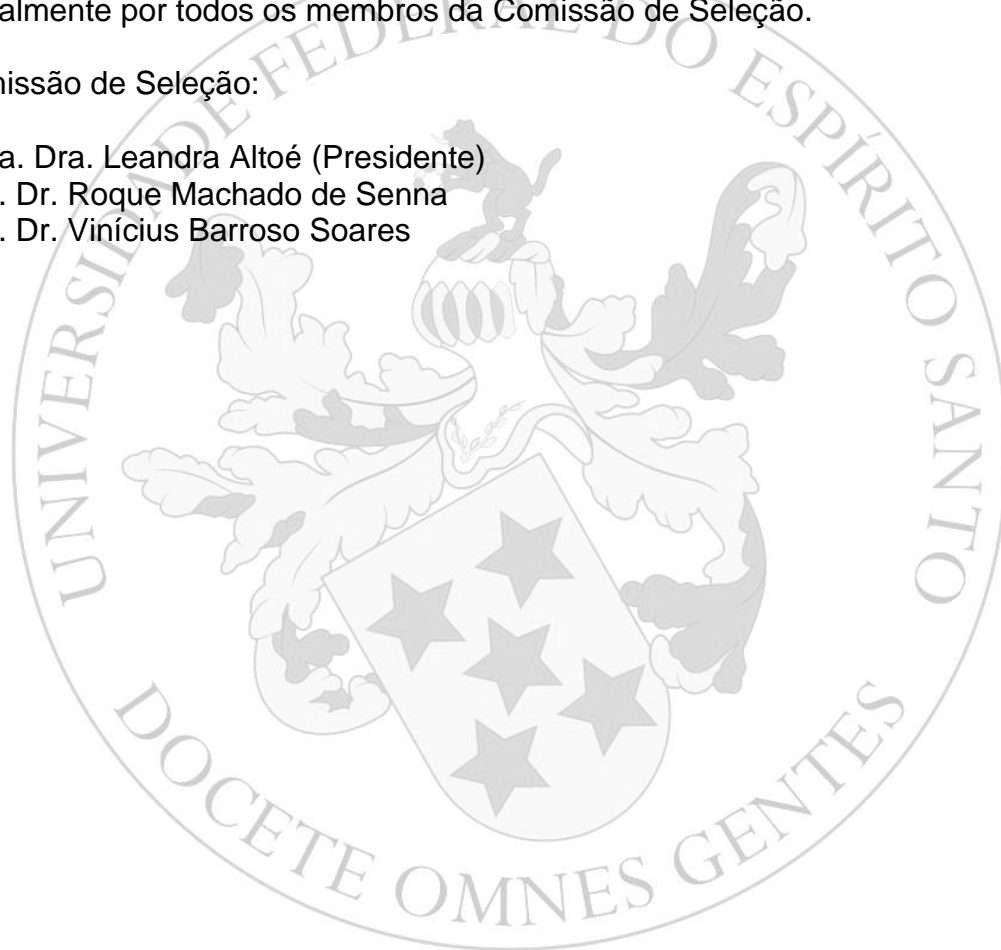 almente por todos os membros da Comissão de Seleção.
nissão de Seleção:
a. Dra. Leandra Altoé (Presidente)
. Dr. Roque Machado de Senna
. Dr. Vinícius Barroso Soares
UNIVERSIDADE FEDERAL DO ESPÍRITO SANTO
DOCETE OMNES GENTES